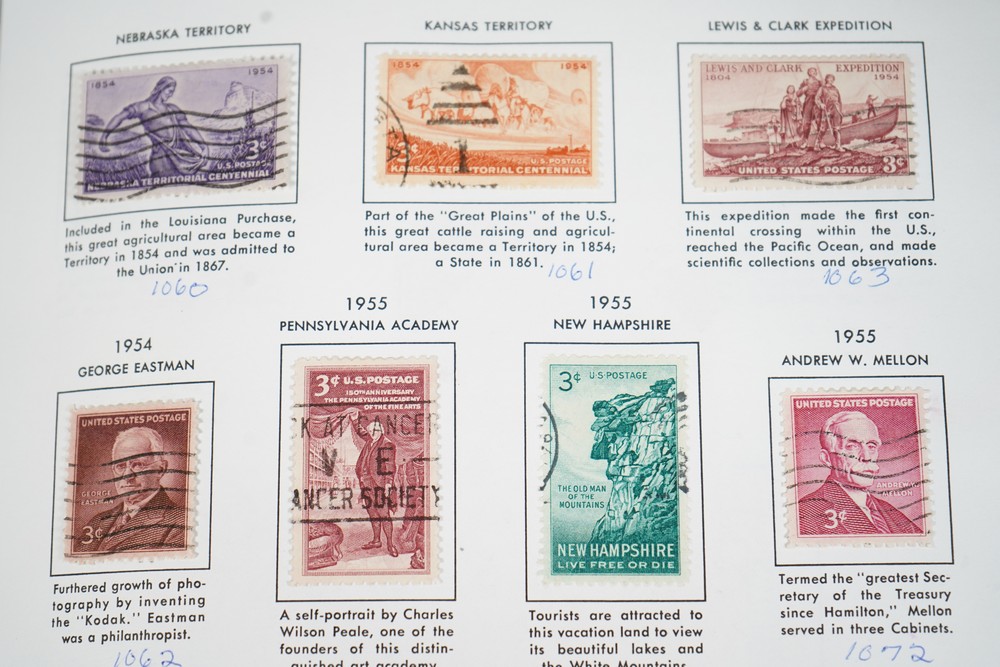 NEBRASKA TERRITORY
1854 1954
3¢
U.S. POSTAGE
NEBRASKA TERRITORIAL CENTENNIAL
Included in the Louisiana Purchase,
this great agricultural area became a
Territory in 1854 and was admitted to
the Union in 1867.
1060
KANSAS TERRITORY
1854 1954
3¢
U.S. POSTAGE
KANSAS TERRITORIAL CENTENNIAL
Part of the "Great Plains" of the U.S.,
this great cattle raising and agricul-
tural area became a Territory in 1854;
a State in 1861.
1061
LEWIS & CLARK EXPEDITION
LEWIS AND CLARK EXPEDITION
1804 1954
3¢
UNITED STATES POSTAGE
This expedition made the first con-
tinental crossing within the U.S.,
reached the Pacific Ocean, and made
scientific collections and observations.
1063
1954
GEORGE EASTMAN
UNITED STATES POSTAGE
GEORGE
EASTMAN
3¢
Furthered growth of pho-
tography by inventing
the "Kodak." Eastman
was a philanthropist.
1062
1955
PENNSYLVANIA ACADEMY
3¢ U.S. POSTAGE
150TH ANNIVERSARY
THE PENNSYLVANIA ACADEMY
OF THE FINE ARTS
K AT CANCER
V E
ANCER SOCIETY
A self-portrait by Charles
Wilson Peale, one of the
founders of this distin-
guished art academy.
1955
NEW HAMPSHIRE
3¢ U·S·POSTAGE
THE OLD MAN
OF THE
MOUNTAINS
NEW HAMPSHIRE
LIVE FREE OR DIE
Tourists are attracted to
this vacation land to view
its beautiful lakes and
the White Mountains.
1955
ANDREW W. MELLON
UNITED STATES POSTAGE
ANDREW W.
MELLON
3¢
Termed the "greatest Sec-
retary of the Treasury
since Hamilton," Mellon
served in three Cabinets.
1072